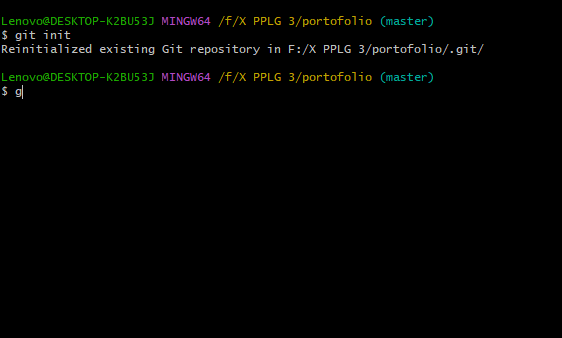 Lenovo@DESKTOP-K2BU53J MINGW64 /f/X PPLG 3/portofolio (master)
$ git init
Reinitialized existing Git repository in F:/X PPLG 3/portofolio/.git/
Lenovo@DESKTOP-K2BU53J MINGW64 /f/X PPLG 3/portofolio (master)
$ g